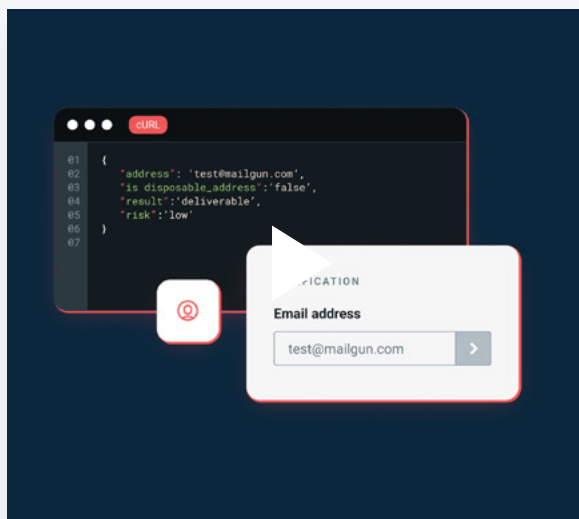 cURL
01 {
02 "address": 'test@mailgun.com',
03 "is disposable_address":'false',
04 "result":'deliverable',
05 "risk":'low'
06 }
07
Email address
test@mailgun.com